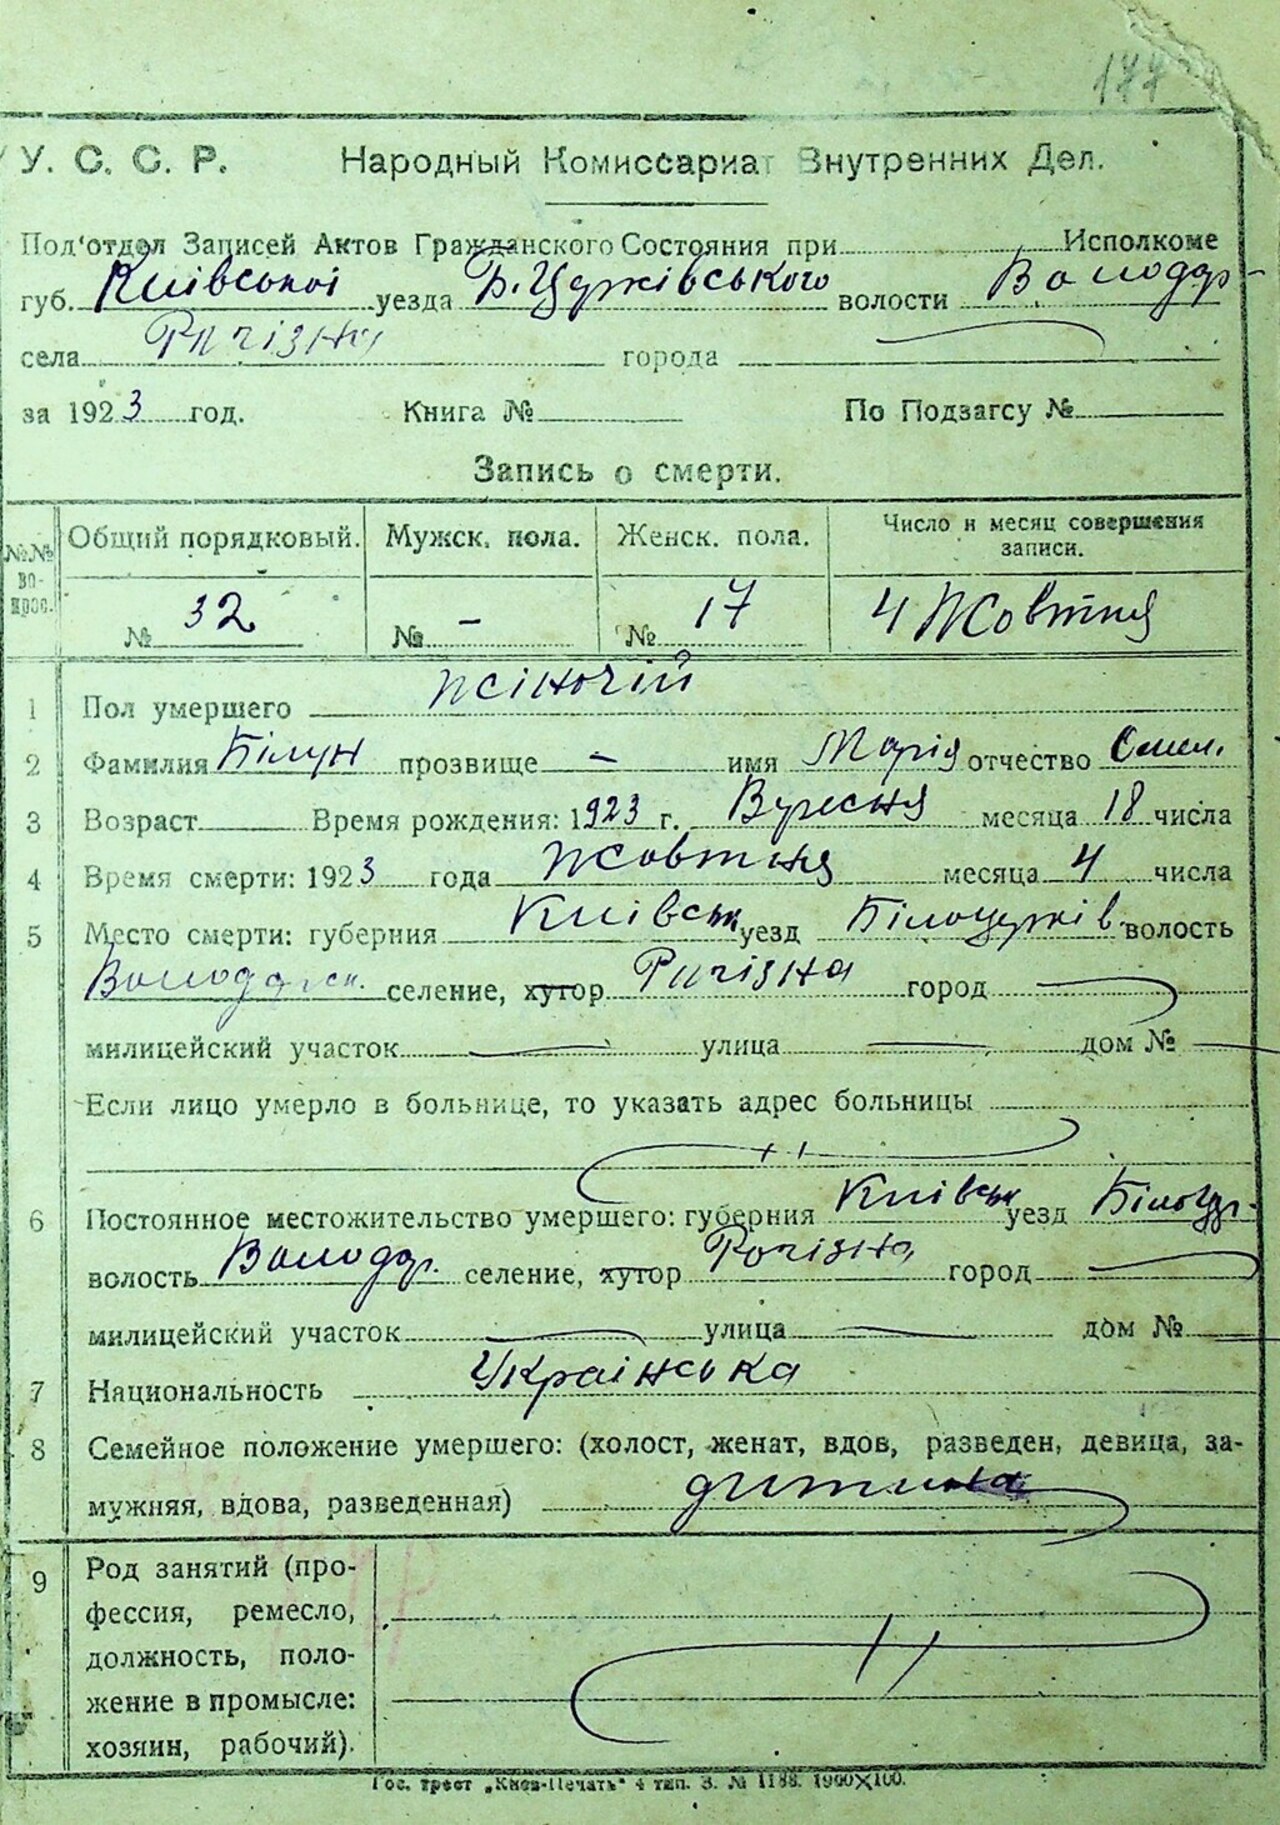 177
У. С. С. Р. Народный Комиссариат Внутренних Дел.
Под'отдел Записей Актов Гражданского Состояния при Исполкоме
губ. Київської уезда Б. Церківського волости Володар-
села Рогізна города
за 1923 год. Книга № По Подзагсу №
Запись о смерти.
№№ вопрос. Общий порядковый. Мужск. пола. Женск. пола. Число и месяц совершения записи.
№ 32 № - № 17 4 Жовтня
1 Пол умершего жіночій
2 Фамилия Білун прозвище - имя Марія отчество
3 Возраст Время рождения: 1923 г. Вересня месяца 18 числа
4 Время смерти: 1923 года Жовтня месяца 4 числа
5 Место смерти: губерния Київськ уезд Білоцерків волость
селение, хутор Рогізна город
милицейский участок улица дом №
Если лицо умерло в больнице, то указать адрес больницы
6 Постоянное местожительство умершего: губерния Київськ уезд Білоцер-
волость Володар. селение, хутор Рогізна город
милицейский участок улица дом №
7 Национальность Українська
8 Семейное положение умершего: (холост, женат, вдов, разведен, девица, за-
мужняя, вдова, разведенная) дитина
9 Род занятий (про-
фессия, ремесло,
должность, поло-
жение в промысле:
хозяин, рабочий).
Гос. трест „Киев-Печать" 4 тип. З. № 1188. 1900×100.